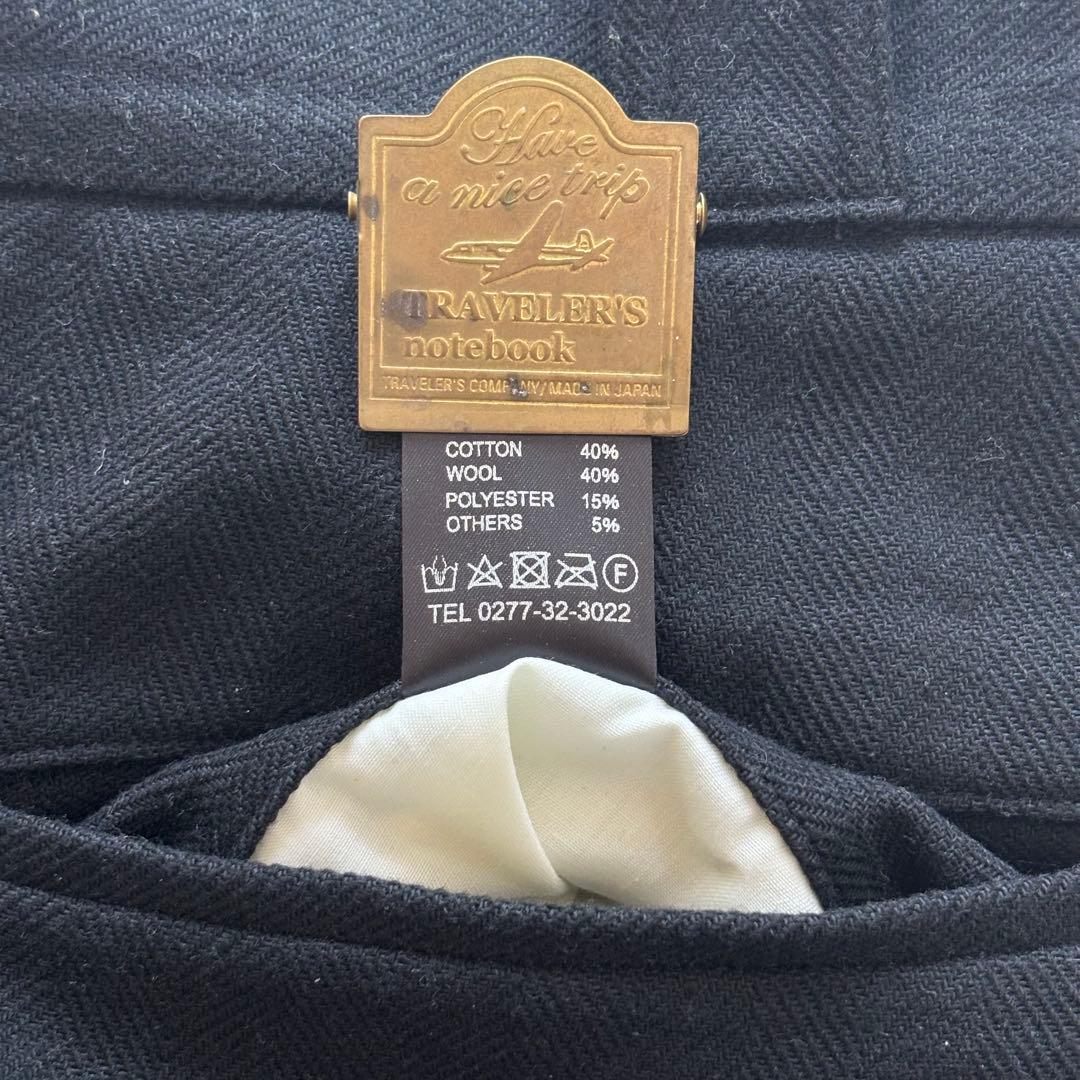 Have
a nice trip
TRAVELER'S
notebook
TRAVELER'S COMPANY/MADE IN JAPAN
COTTON 40%
WOOL 40%
POLYESTER 15%
OTHERS 5%
F
TEL 0277-32-3022